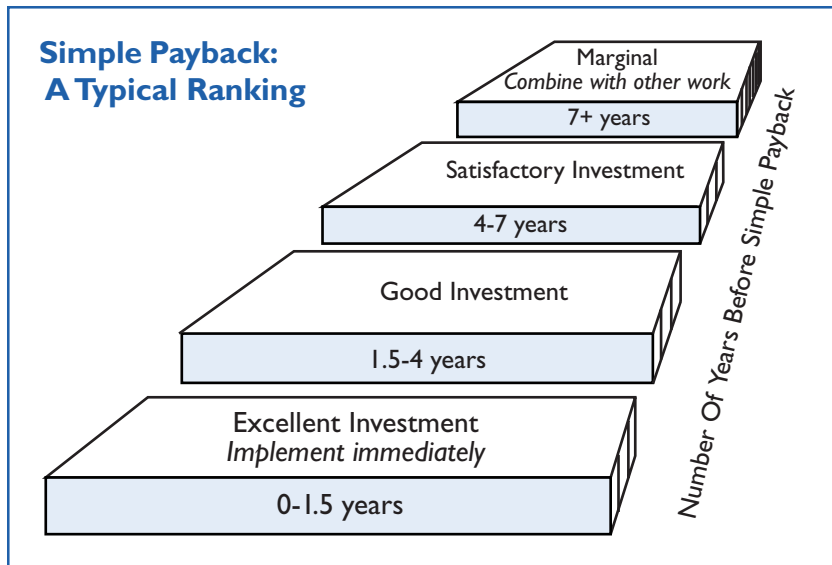 Simple Payback:
A Typical Ranking
Marginal
Combine with other work
7+ years
Satisfactory Investment
4-7 years
Good Investment
1.5-4 years
Excellent Investment
Implement immediately
0-1.5 years
Number Of Years Before Simple Payback